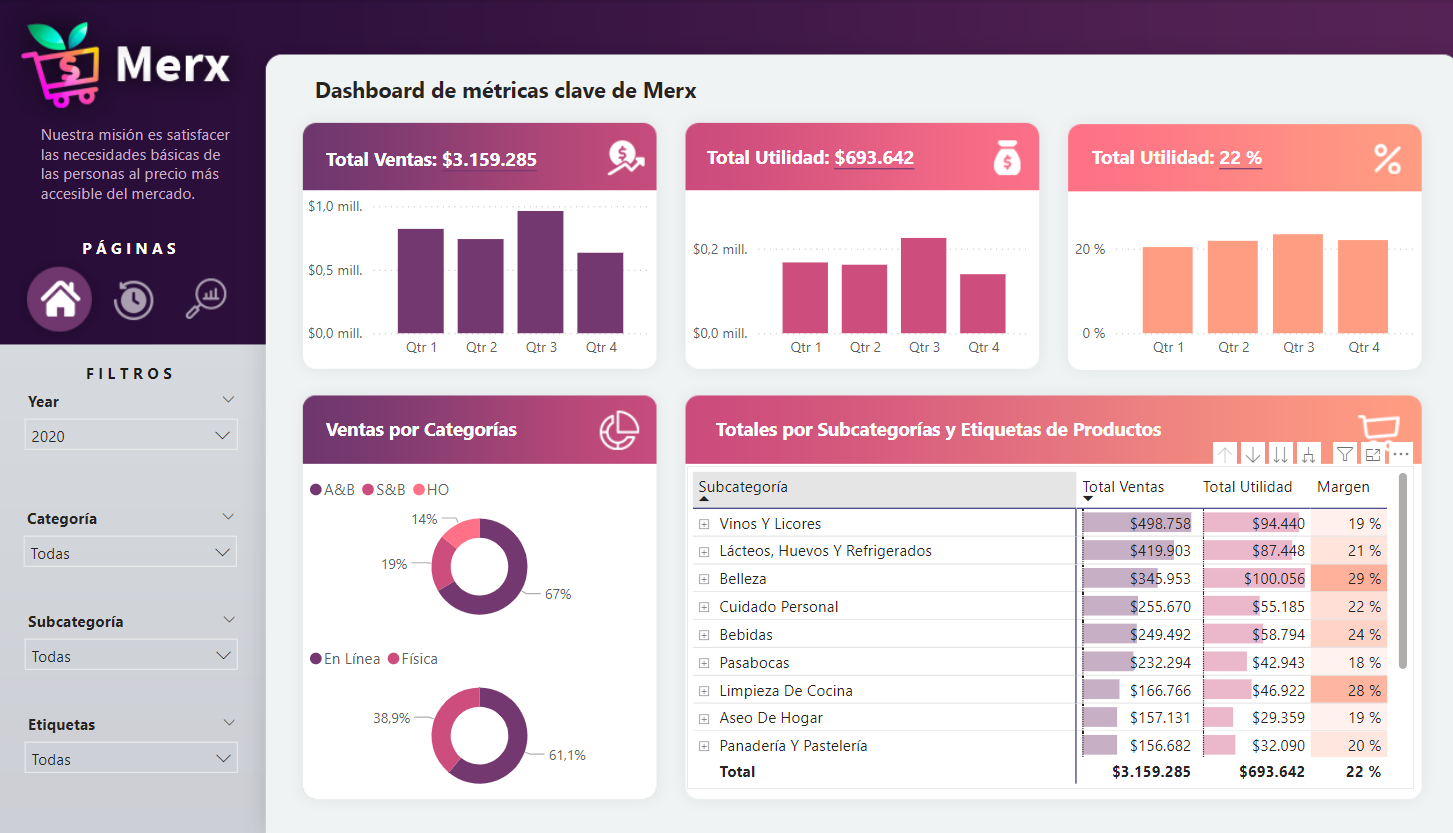 Merx
Nuestra misión es satisfacer
las necesidades básicas de
las personas al precio más
accesible del mercado.
PÁGINAS
FILTROS
Year
2020
Categoría
Todas
Subcategoría
Todas
Etiquetas
Todas
Dashboard de métricas clave de Merx
Total Ventas: $3.159.285
$1,0 mill.
$0,5 mill.
$0,0 mill.
Qtr 1 Qtr 2 Qtr 3 Qtr 4
Total Utilidad: $693.642
$0,2 mill.
$0,0 mill.
Qtr 1 Qtr 2 Qtr 3 Qtr 4
Total Utilidad: 22 %
20 %
0 %
Qtr 1 Qtr 2 Qtr 3 Qtr 4
Ventas por Categorías
A&B S&B HO
14%
19%
67%
En Línea Física
38,9%
61,1%
Totales por Subcategorías y Etiquetas de Productos
Subcategoría Total Ventas Total Utilidad Margen
Vinos Y Licores $498.758 $94.440 19 %
Lácteos, Huevos Y Refrigerados $419.903 $87.448 21 %
Belleza $345.953 $100.056 29 %
Cuidado Personal $255.670 $55.185 22 %
Bebidas $249.492 $58.794 24 %
Pasabocas $232.294 $42.943 18 %
Limpieza De Cocina $166.766 $46.922 28 %
Aseo De Hogar $157.131 $29.359 19 %
Panadería Y Pastelería $156.682 $32.090 20 %
Total $3.159.285 $693.642 22 %